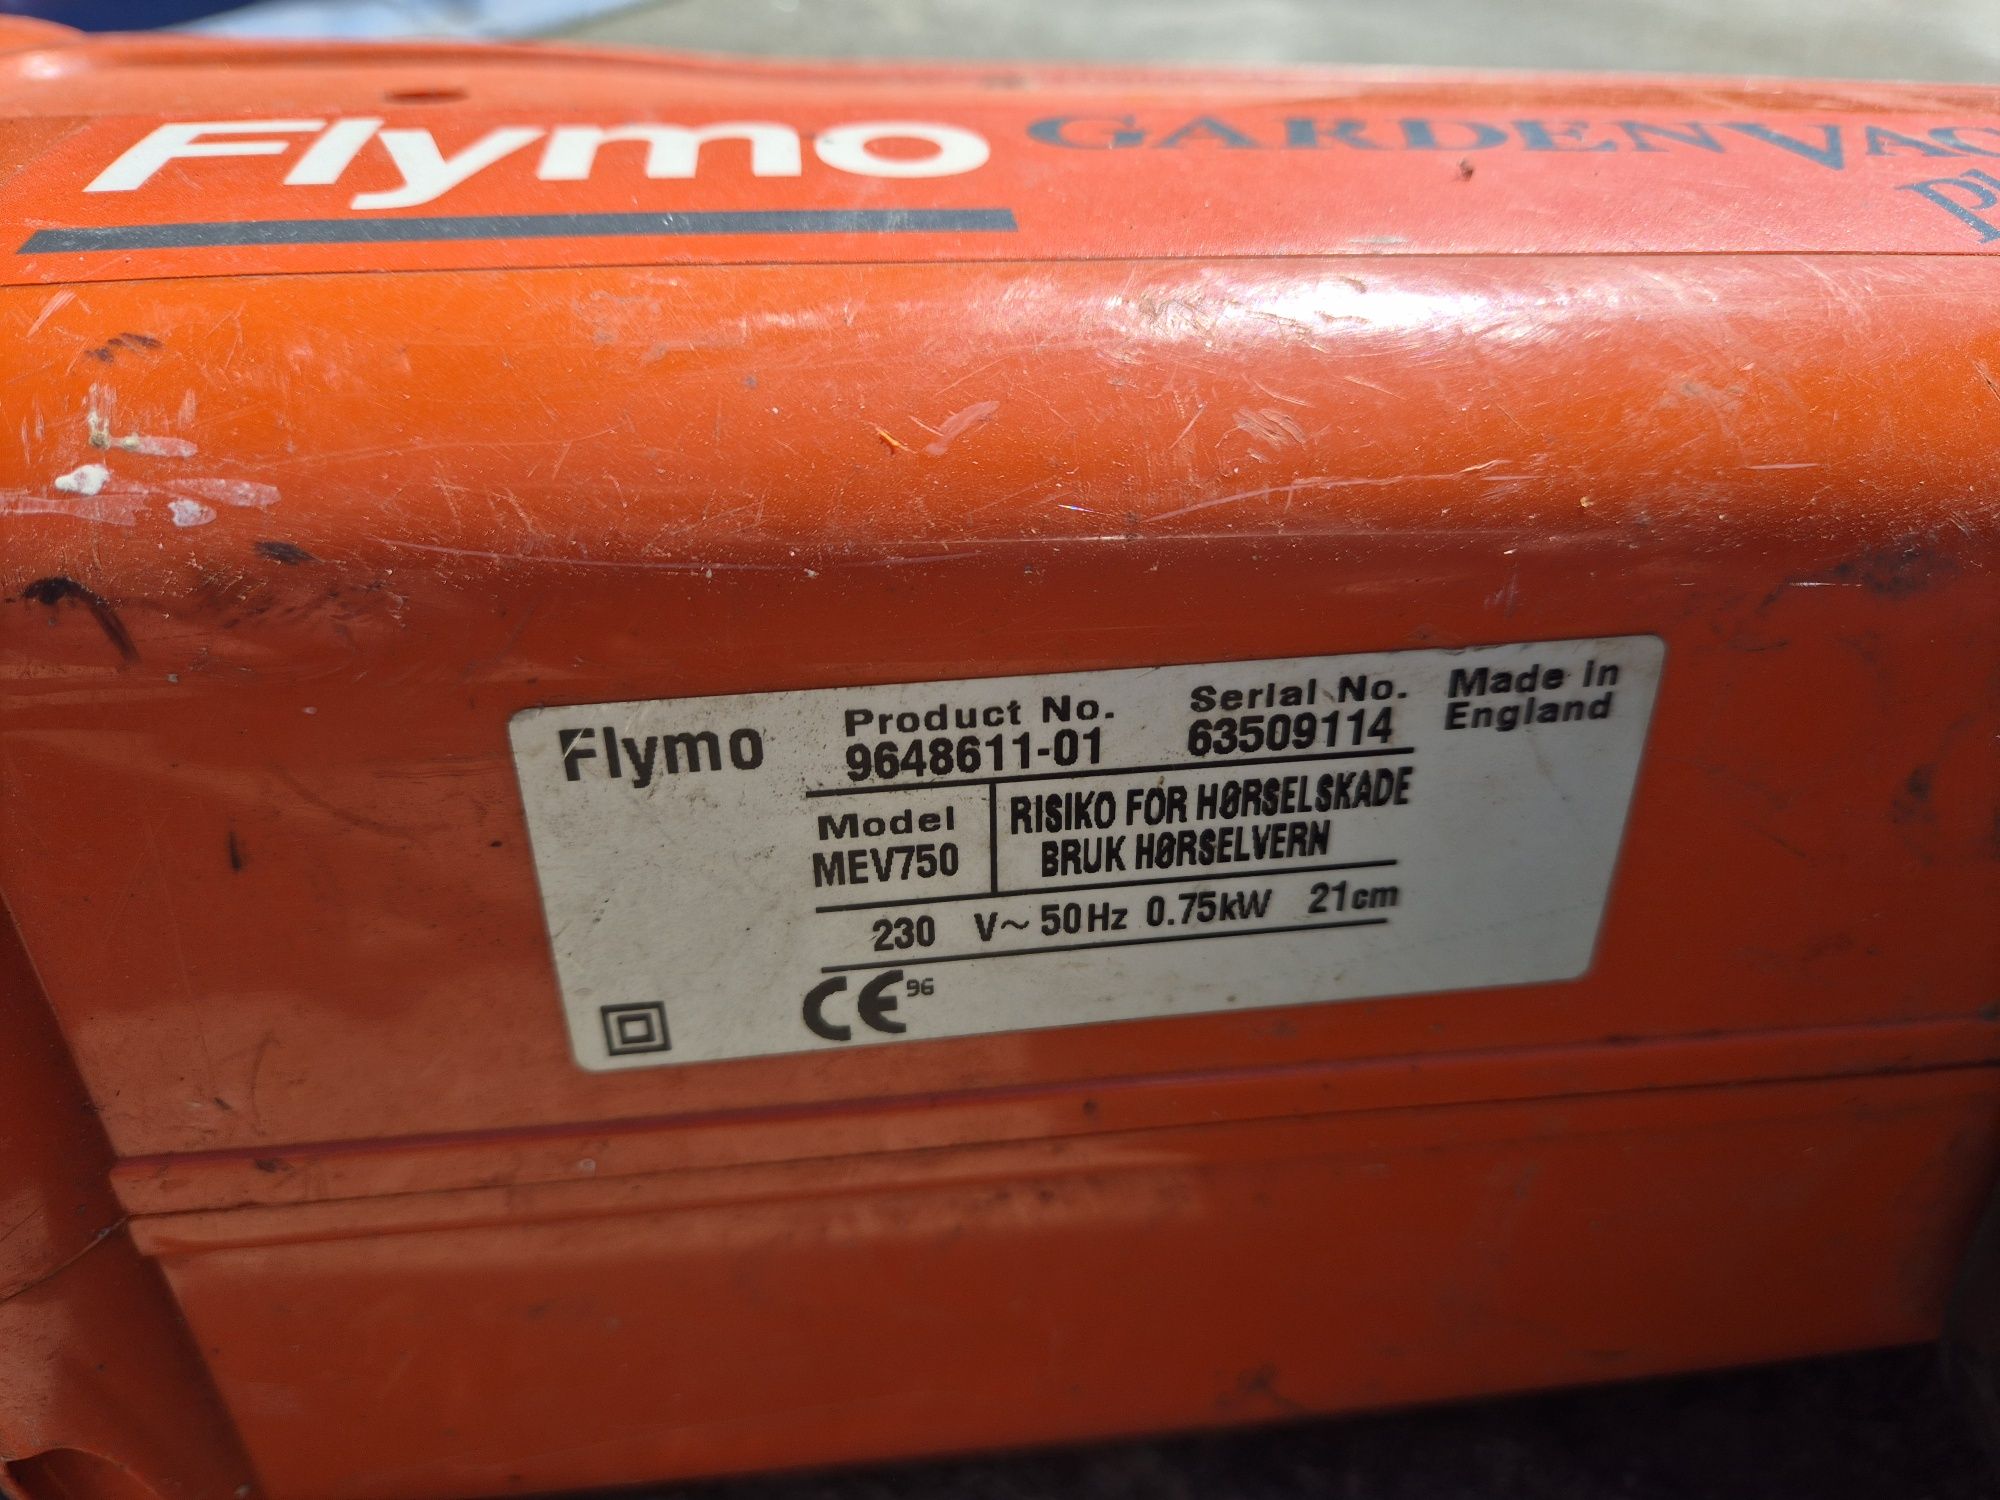 Flymo GARDENVAC
Flymo
Product No.
9648611-01
Serial No.
63509114
Made in
England
Model
MEV750
RISIKO FOR HØRSELSKADE
BRUK HØRSELVERN
230 V~ 50Hz 0.75kW 21cm
CE 96